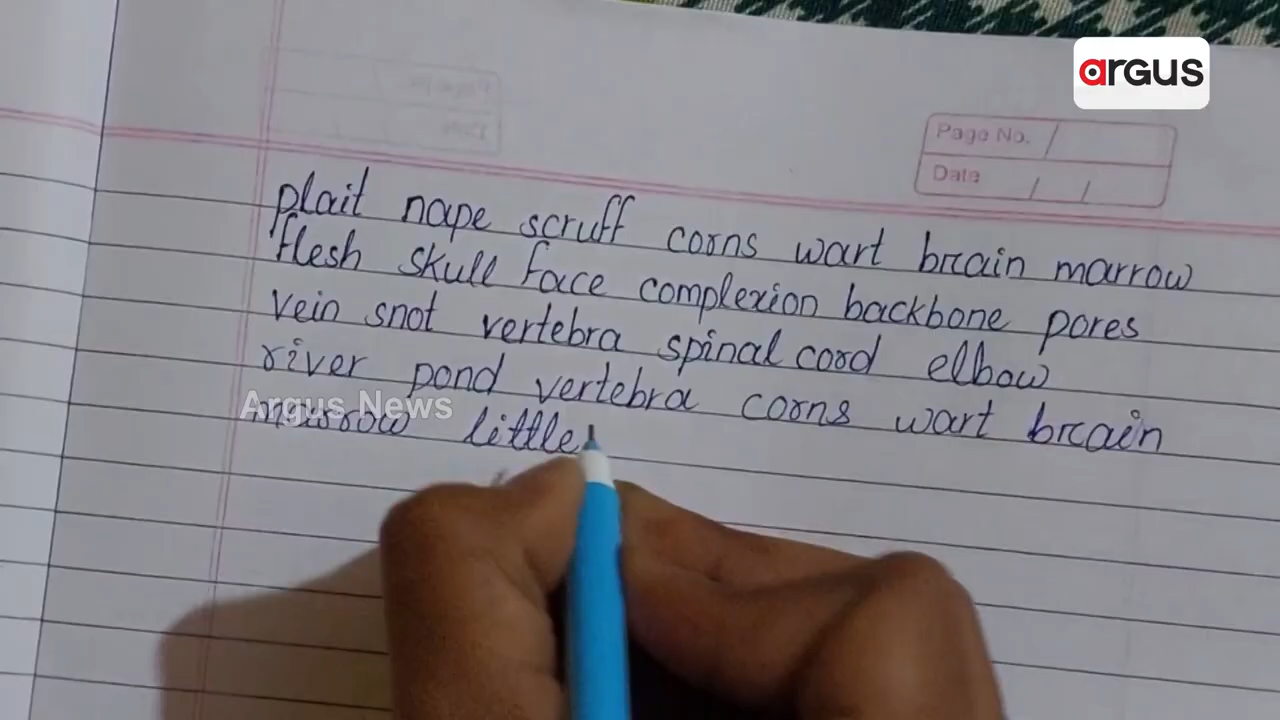 argus
Page No.
Date
plait nape scruff corns wart brain marrow
flesh skull face complexion backbone pores
vein snot vertebra spinal cord elbow
river pond vertebra corns wart brain
Argus News
marrow little